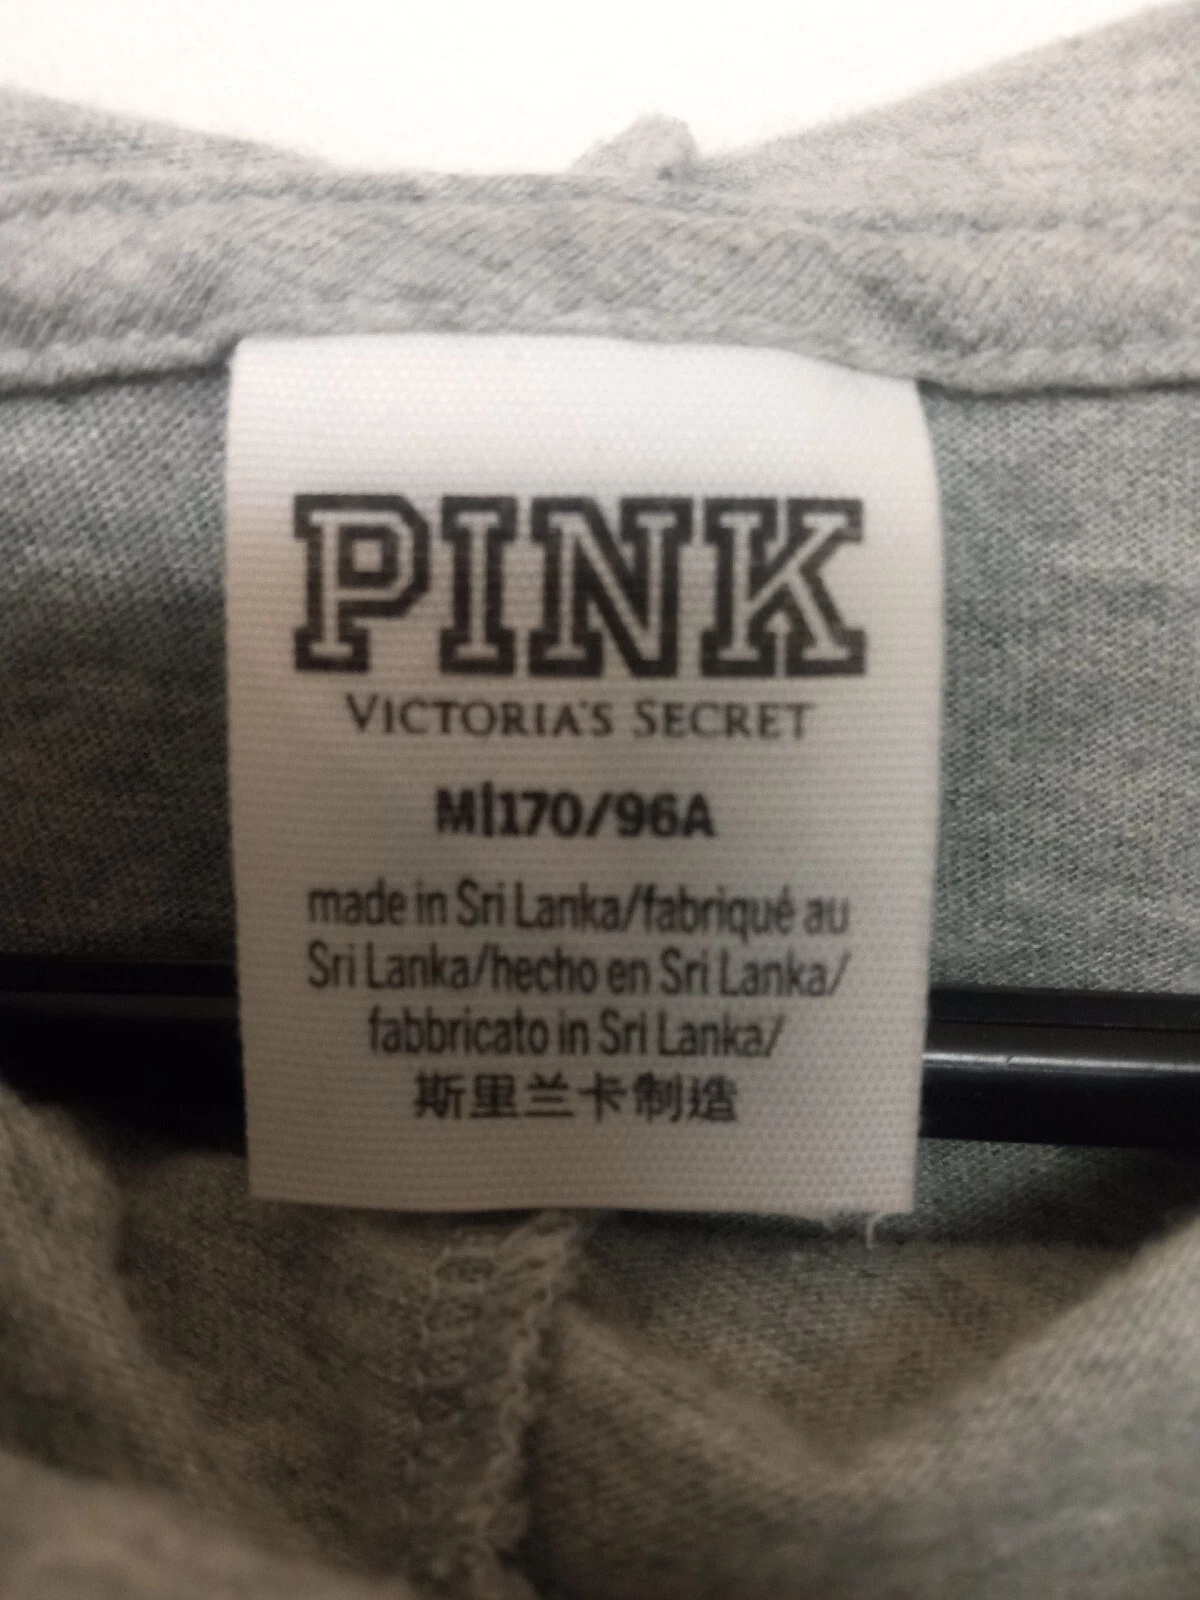 PINK
VICTORIA'S SECRET
M|170/96A
made in Sri Lanka/fabriqué au
Sri Lanka/hecho en Sri Lanka/
fabbricato in Sri Lanka/
斯里兰卡制造